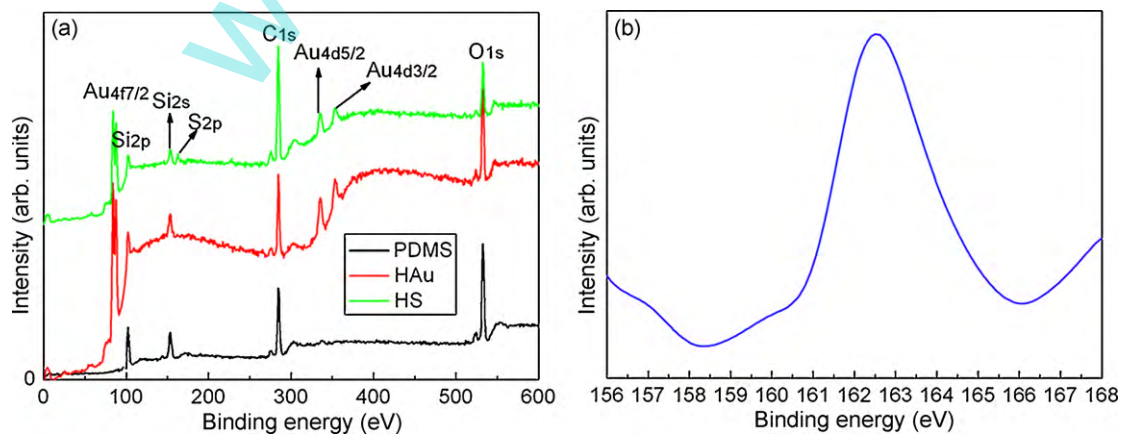 (a)
C1s
Au4d5/2
Au4d3/2
O1s
Au4f7/2
Si2s
S2p
Si2p
PDMS
HAu
HS
Intensity (arb. units)
0
0 100 200 300 400 500 600
Binding energy (eV)
(b)
Intensity (arb. units)
156 157 158 159 160 161 162 163 164 165 166 167 168
Binding energy (eV)
W